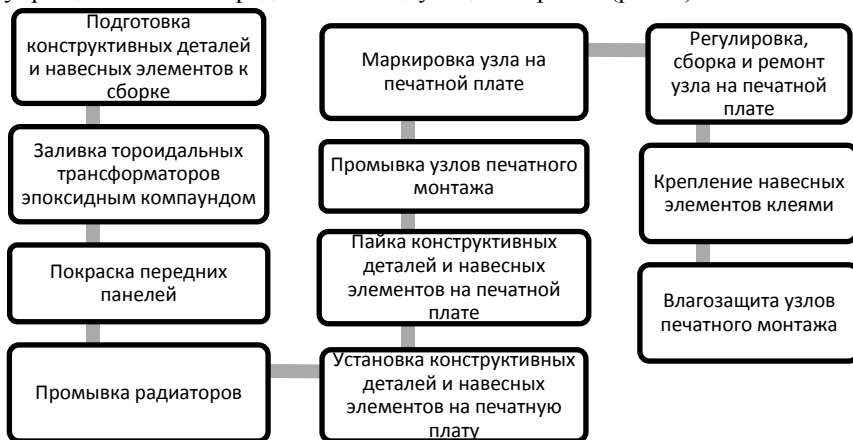 Подготовка
конструктивных деталей
и навесных элементов к
сборке
Заливка тороидальных
трансформаторов
эпоксидным компаундом
Покраска передних
панелей
Промывка радиаторов
Установка конструктивных
деталей и навесных
элементов на печатную
плату
Пайка конструктивных
деталей и навесных
элементов на печатной
плате
Промывка узлов печатного
монтажа
Маркировка узла на
печатной плате
Регулировка,
сборка и ремонт
узла на печатной
плате
Крепление навесных
элементов клеями
Влагозащита узлов
печатного монтажа